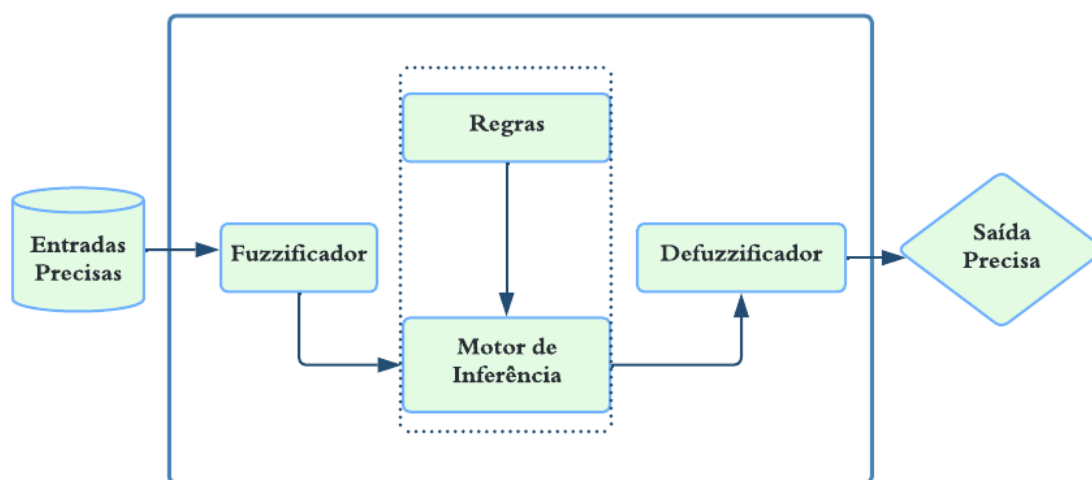 Regras
Entradas
Precisas
Fuzzificador
Motor de
Inferência
Defuzzificador
Saída
Precisa